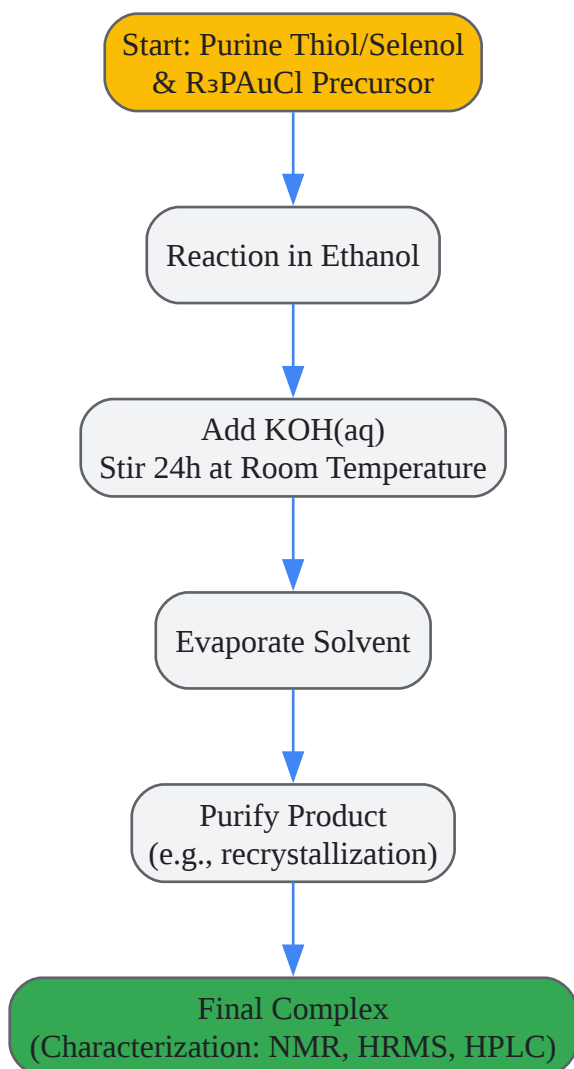 Start: Purine Thiol/Selenol
& R₃PAuCl Precursor
Reaction in Ethanol
Add KOH(aq)
Stir 24h at Room Temperature
Evaporate Solvent
Purify Product
(e.g., recrystallization)
Final Complex
(Characterization: NMR, HRMS, HPLC)